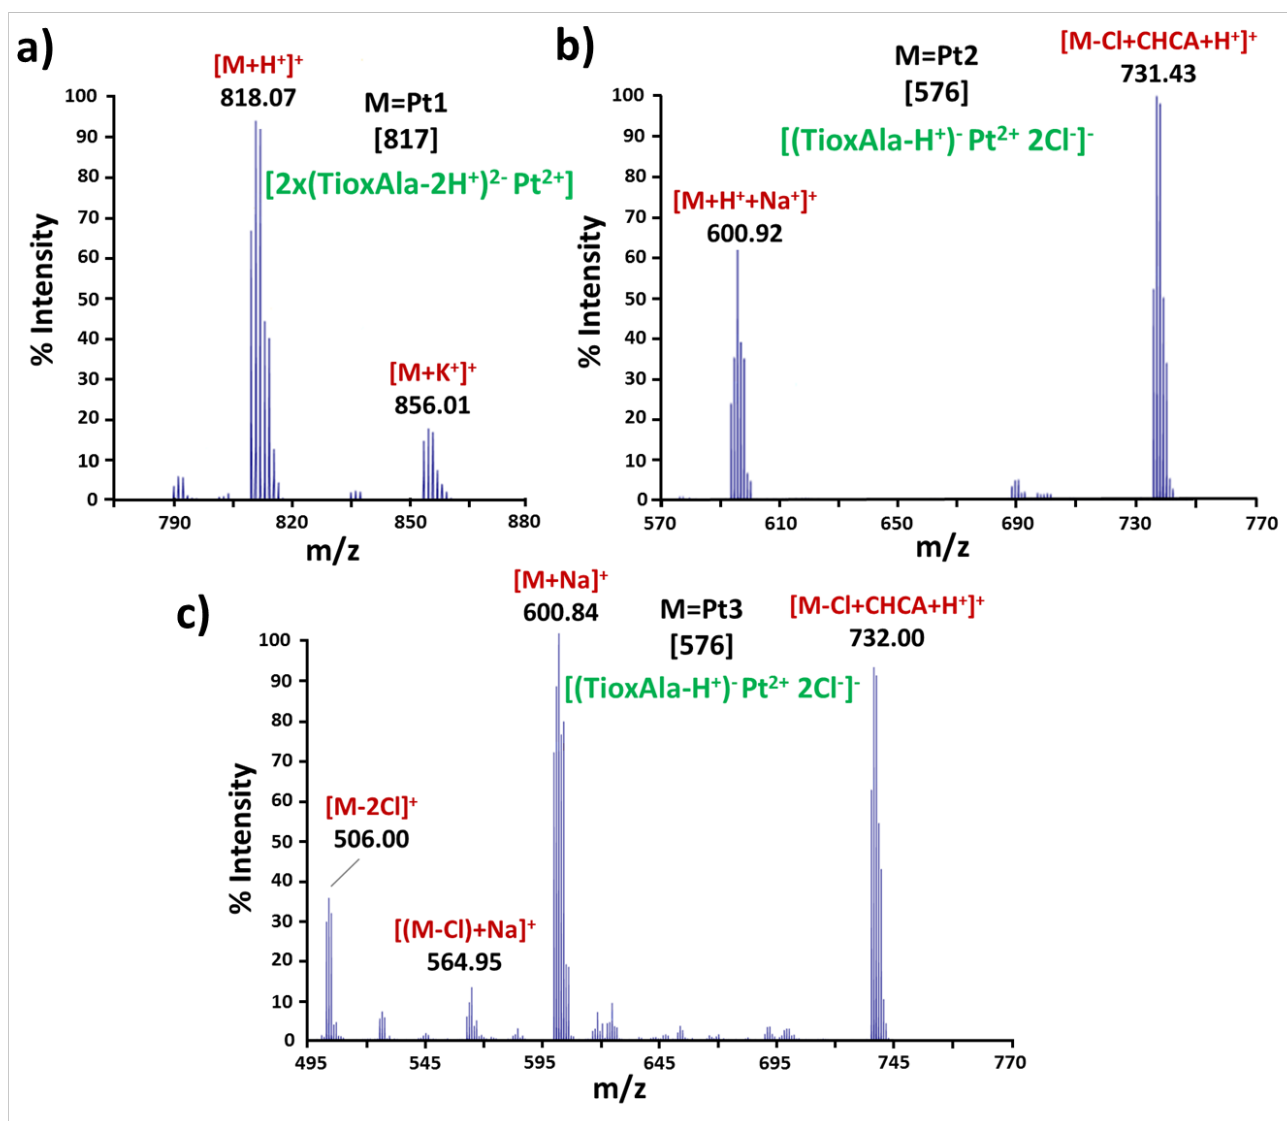 a)
[M+H⁺]⁺
818.07
M=Pt1
[817]
[2x(TioxAla-2H⁺)²⁻ Pt²⁺]
[M+K⁺]⁺
856.01
% Intensity
100
90
80
70
60
50
40
30
20
10
0
790 820 850 880
m/z
b)
M=Pt2
[576]
[(TioxAla-H⁺)⁻ Pt²⁺ 2Cl⁻]⁻
[M-Cl+CHCA+H⁺]⁺
731.43
[M+H⁺+Na⁺]⁺
600.92
% Intensity
100
90
80
70
60
50
40
30
20
10
0
570 610 650 690 730 770
m/z
c)
[M+Na]⁺
600.84
M=Pt3
[576]
[(TioxAla-H⁺)⁻ Pt²⁺ 2Cl⁻]⁻
[M-Cl+CHCA+H⁺]⁺
732.00
[M-2Cl]⁺
506.00
[(M-Cl)+Na]⁺
564.95
% Intensity
100
90
80
70
60
50
40
30
20
10
0
495 545 595 645 695 745 770
m/z